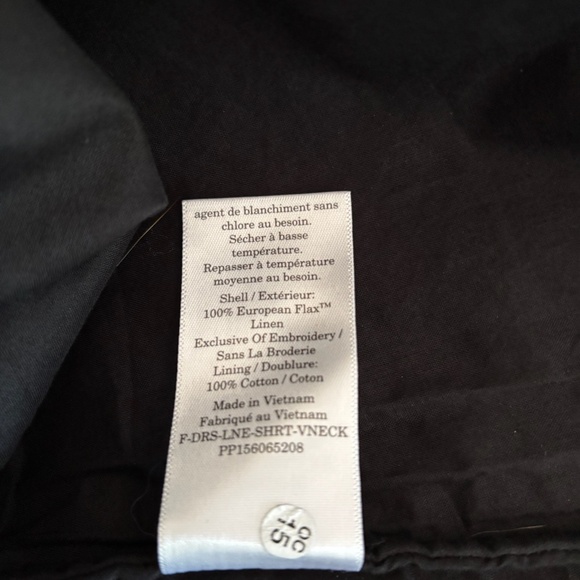 agent de blanchiment sans
chlore au besoin.
Sécher à basse
température.
Repasser à température
moyenne au besoin.
Shell / Extérieur:
100% European Flax™
Linen
Exclusive Of Embroidery /
Sans La Broderie
Lining / Doublure:
100% Cotton / Coton
Made in Vietnam
Fabriqué au Vietnam
F-DRS-LNE-SHRT-VNECK
PP156065208
QC
15